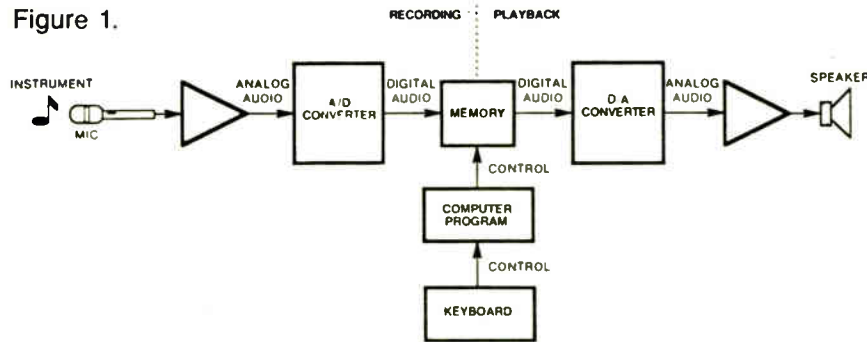 Figure 1.
RECORDING PLAYBACK
INSTRUMENT
MIC
ANALOG
AUDIO
A/D
CONVERTER
DIGITAL
AUDIO
MEMORY
DIGITAL
AUDIO
D A
CONVERTER
ANALOG
AUDIO
SPEAKER
CONTROL
COMPUTER
PROGRAM
CONTROL
KEYBOARD